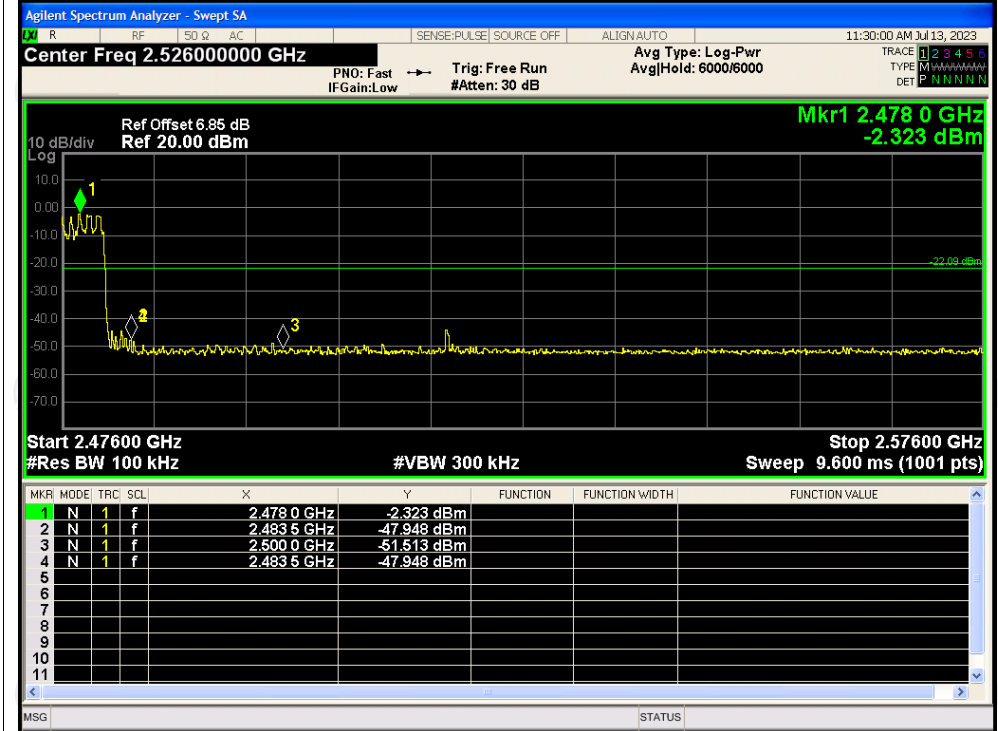 Agilent Spectrum Analyzer - Swept SA
LXI R RF 50 Ω AC SENSE:PULSE SOURCE OFF ALIGN AUTO 11:30:00 AM Jul 13, 2023
Center Freq 2.526000000 GHz Avg Type: Log-Pwr TRACE 1 2 3 4 5 6
PNO: Fast Trig: Free Run Avg|Hold: 6000/6000 TYPE M WWWWW
IFGain:Low #Atten: 30 dB DET P N N N N N
Mkr1 2.478 0 GHz
Ref Offset 6.85 dB
10 dB/div Ref 20.00 dBm -2.323 dBm
Log
10.0
1
0.00
-10.0
-20.0 -22.09 dBm
-30.0
-40.0
3
-50.0
-60.0
-70.0
Start 2.47600 GHz Stop 2.57600 GHz
#Res BW 100 kHz #VBW 300 kHz Sweep 9.600 ms (1001 pts)
MKR MODE TRC SCL X Y FUNCTION FUNCTION WIDTH FUNCTION VALUE
1 N 1 f 2.478 0 GHz -2.323 dBm
2 N 1 f 2.483 5 GHz -47.948 dBm
3 N 1 f 2.500 0 GHz -51.513 dBm
4 N 1 f 2.483 5 GHz -47.948 dBm
5
6
7
8
9
10
11
MSG STATUS